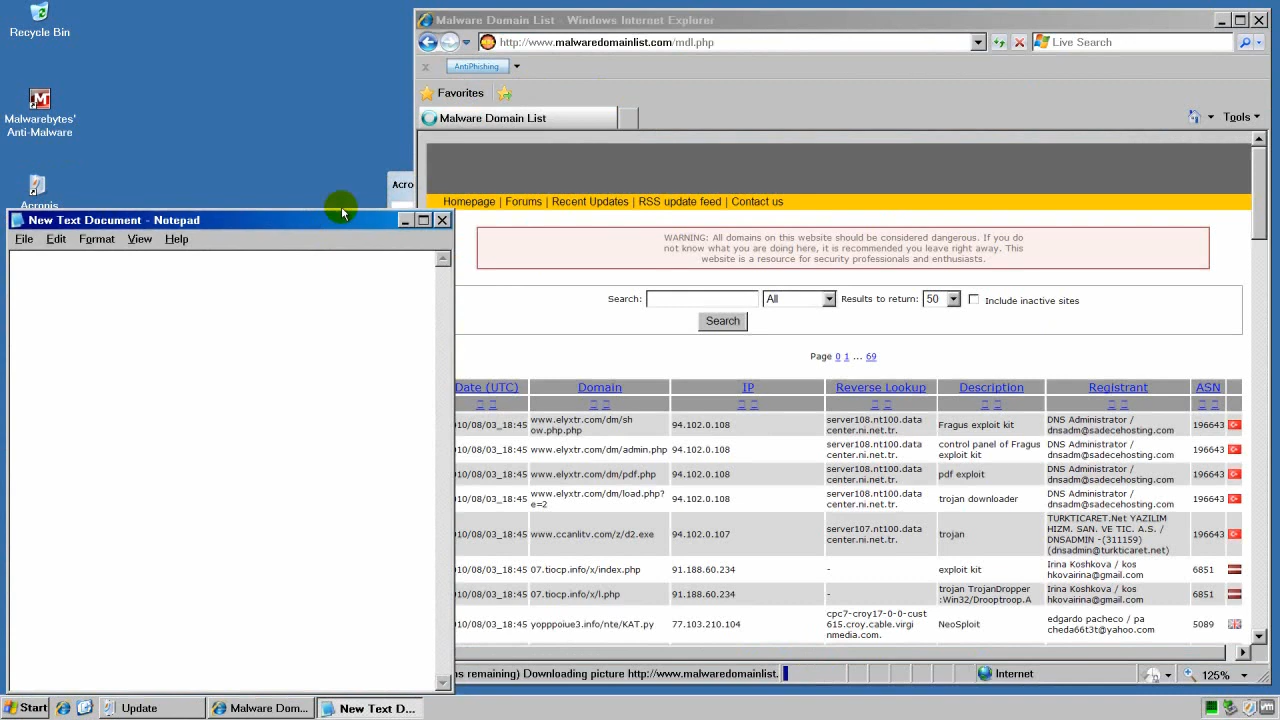 Recycle Bin
Malwarebytes'
Anti-Malware
Acronis
Acro
Malware Domain List - Windows Internet Explorer
http://www.malwaredomainlist.com/mdl.php
Live Search
AntiPhishing
Favorites
Malware Domain List
Tools
Homepage | Forums | Recent Updates | RSS update feed | Contact us
WARNING: All domains on this website should be considered dangerous. If you do
not know what you are doing here, it is recommended you leave right away. This
website is a resource for security professionals and enthusiasts.
Search: All Results to return: 50 Include inactive sites
Search
Page 0 1 ... 69
Date (UTC) Domain IP Reverse Lookup Description Registrant ASN
010/08/03_18:45 www.elyxtr.com/dm/sh
ow.php.php 94.102.0.108 server108.nt100.data
center.ni.net.tr. Fragus exploit kit DNS Administrator /
dnsadm@sadecehosting.com 196643
010/08/03_18:45 www.elyxtr.com/dm/admin.php 94.102.0.108 server108.nt100.data
center.ni.net.tr. control panel of Fragus
exploit kit DNS Administrator /
dnsadm@sadecehosting.com 196643
010/08/03_18:45 www.elyxtr.com/dm/pdf.php 94.102.0.108 server108.nt100.data
center.ni.net.tr. pdf exploit DNS Administrator /
dnsadm@sadecehosting.com 196643
010/08/03_18:45 www.elyxtr.com/dm/load.php?
e=2 94.102.0.108 server108.nt100.data
center.ni.net.tr. trojan downloader DNS Administrator /
dnsadm@sadecehosting.com 196643
010/08/03_18:45 www.ccanlitv.com/z/d2.exe 94.102.0.107 server107.nt100.data
center.ni.net.tr. trojan TURKTICARET.Net YAZILIM
HIZM. SAN. VE TIC. A.S. /
DNSADMIN -(311159)
(dnsadmin@turkticaret.net) 196643
010/08/03_18:45 07.tiocp.info/x/index.php 91.188.60.234 - exploit kit Irina Koshkova / kos
hkovairina@gmail.com 6851
010/08/03_18:45 07.tiocp.info/x/l.php 91.188.60.234 - trojan TrojanDropper
:Win32/Drooptroop.A Irina Koshkova / kos
hkovairina@gmail.com 6851
010/08/03_18:45 yopppoiue3.info/nte/KAT.py 77.103.210.104 cpc7-croy17-0-0-cust
615.croy.cable.virgi
nmedia.com. NeoSploit edgardo pacheco / pa
cheda66t3t@yahoo.com 5089
ns remaining) Downloading picture http://www.malwaredomainlist. Internet 125%
New Text Document - Notepad
File Edit Format View Help
Start Update Malware Dom... New Text D...